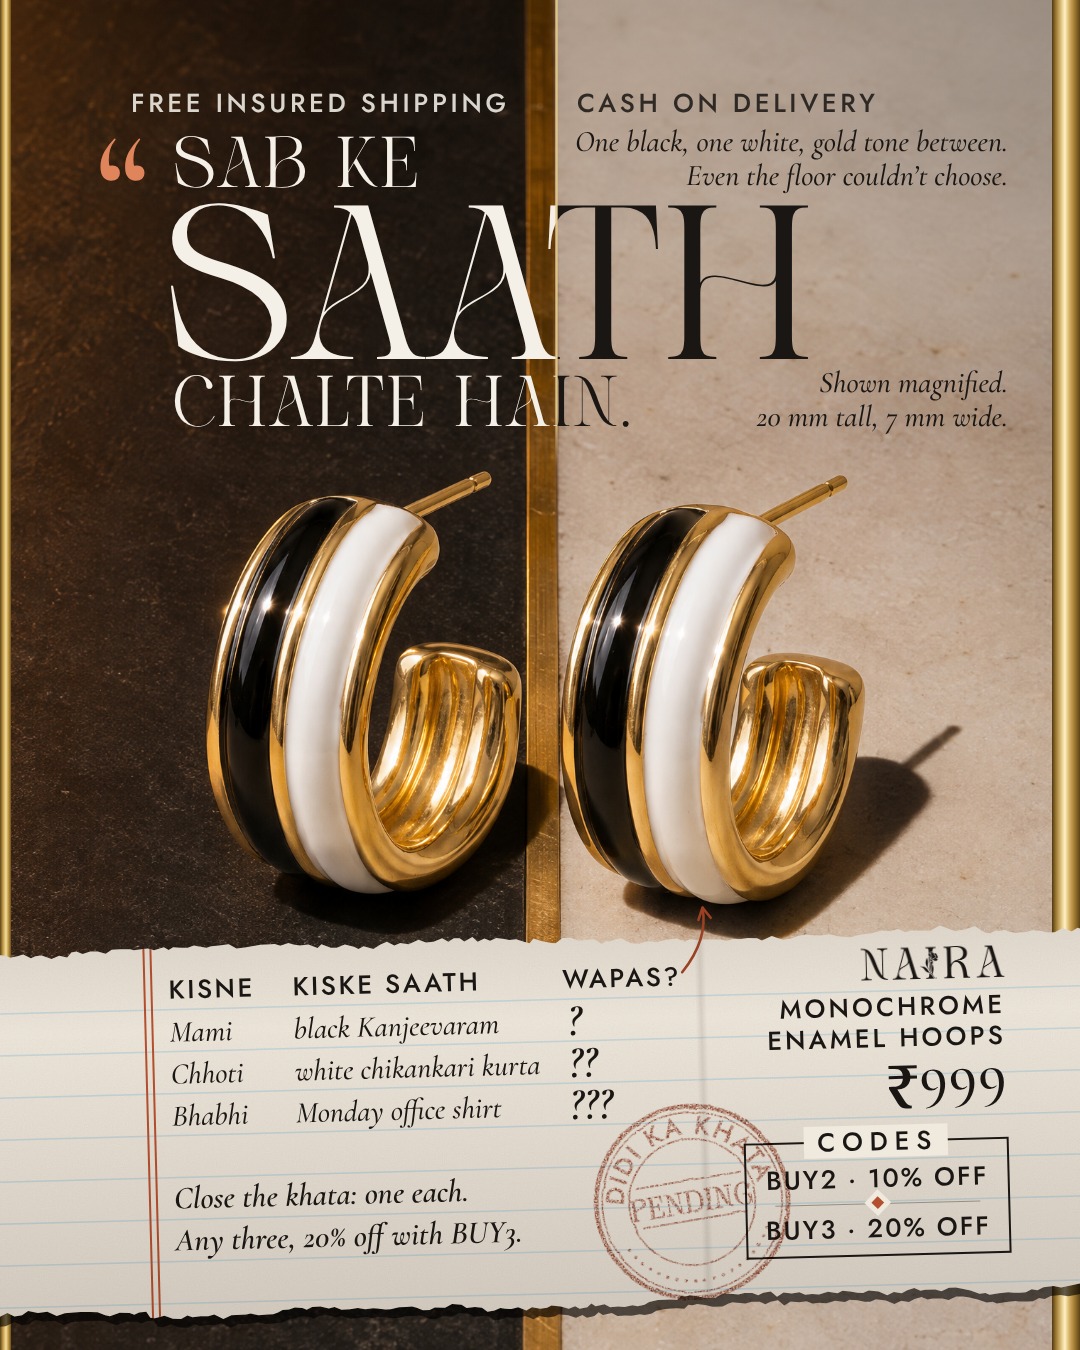 FREE INSURED SHIPPING
CASH ON DELIVERY
One black, one white, gold tone between.
Even the floor couldn’t choose.
“SAB KE
SAATH
CHALTE HAIN.
Shown magnified.
20 mm tall, 7 mm wide.
KISNE KISKE SAATH WAPAS?
Mami black Kanjeevaram ?
Chhoti white chikankari kurta ??
Bhabhi Monday office shirt ???
Close the khata: one each.
Any three, 20% off with BUY3.
DIDI KA KHATA
PENDING
NAIRA
MONOCHROME
ENAMEL HOOPS
₹999
CODES
BUY2 · 10% OFF
BUY3 · 20% OFF